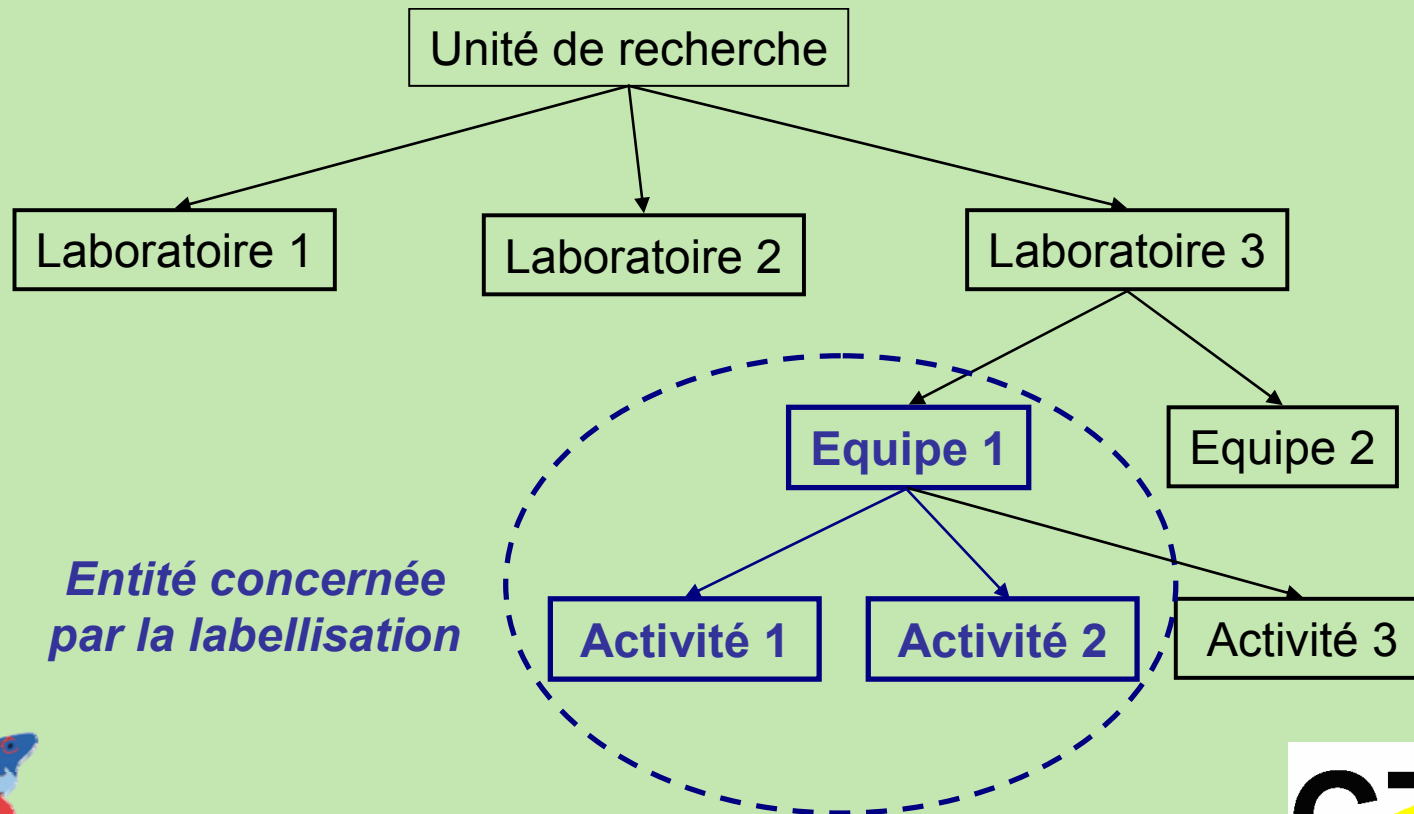 Unité de recherche
Laboratoire 1
Laboratoire 2
Laboratoire 3
Equipe 1
Equipe 2
Entité concernée
par la labellisation
Activité 1
Activité 2
Activité 3